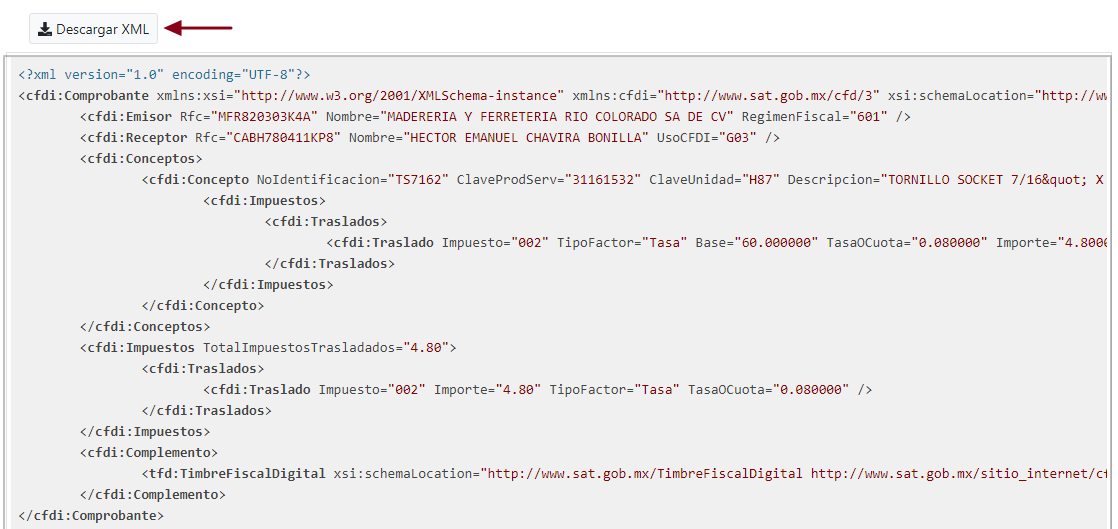 Descargar XML
<?xml version="1.0" encoding="UTF-8"?>
<cfdi:Comprobante xmlns:xsi="http://www.w3.org/2001/XMLSchema-instance" xmlns:cfdi="http://www.sat.gob.mx/cfd/3" xsi:schemaLocation="http://ww
<cfdi:Emisor Rfc="MFR820303K4A" Nombre="MADERERIA Y FERRETERIA RIO COLORADO SA DE CV" RegimenFiscal="601" />
<cfdi:Receptor Rfc="CABH780411KP8" Nombre="HECTOR EMANUEL CHAVIRA BONILLA" UsoCFDI="G03" />
<cfdi:Conceptos>
<cfdi:Concepto NoIdentificacion="TS7162" ClaveProdServ="31161532" ClaveUnidad="H87" Descripcion="TORNILLO SOCKET 7/16&quot; X
<cfdi:Impuestos>
<cfdi:Traslados>
<cfdi:Traslado Impuesto="002" TipoFactor="Tasa" Base="60.000000" TasaOCuota="0.080000" Importe="4.8000
</cfdi:Traslados>
</cfdi:Impuestos>
</cfdi:Concepto>
</cfdi:Conceptos>
<cfdi:Impuestos TotalImpuestosTrasladados="4.80">
<cfdi:Traslados>
<cfdi:Traslado Impuesto="002" Importe="4.80" TipoFactor="Tasa" TasaOCuota="0.080000" />
</cfdi:Traslados>
</cfdi:Impuestos>
<cfdi:Complemento>
<tfd:TimbreFiscalDigital xsi:schemaLocation="http://www.sat.gob.mx/TimbreFiscalDigital http://www.sat.gob.mx/sitio_internet/cf
</cfdi:Complemento>
</cfdi:Comprobante>